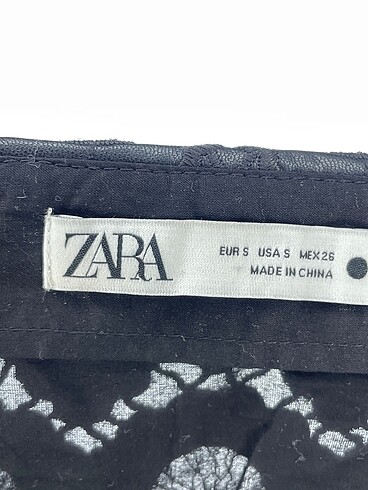 ZARA
EUR S USA S MEX 26
MADE IN CHINA